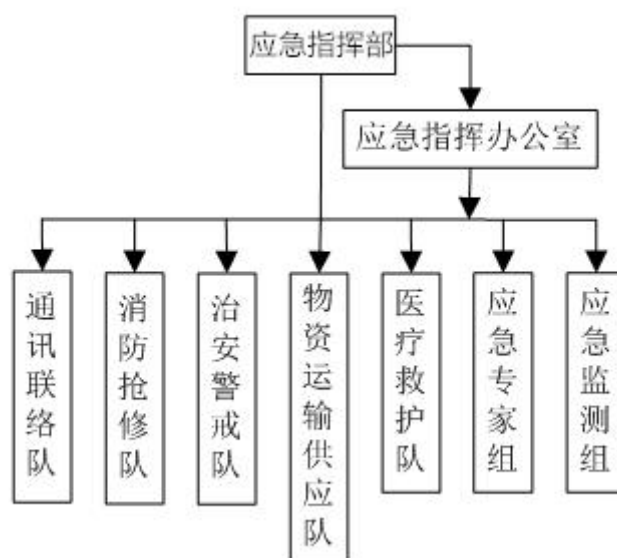 应急指挥部
应急指挥办公室
通讯联络队
消防抢修队
治安警戒队
物资运输供应队
医疗救护队
应急专家组
应急监测组